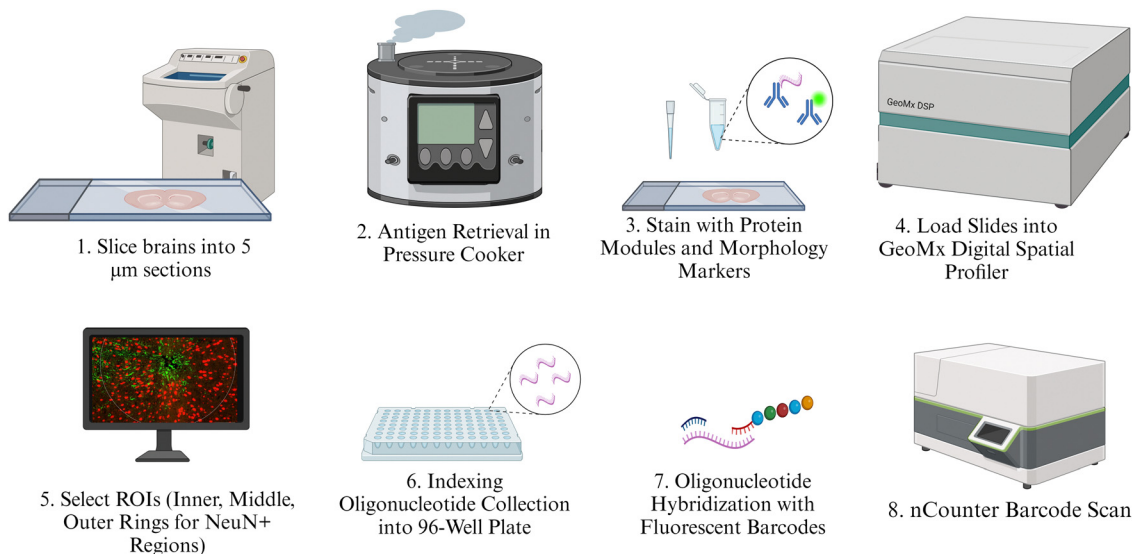 GeoMx DSP
1. Slice brains into 5
μm sections
2. Antigen Retrieval in
Pressure Cooker
3. Stain with Protein
Modules and Morphology
Markers
4. Load Slides into
GeoMx Digital Spatial
Profiler
5. Select ROIs (Inner, Middle,
Outer Rings for NeuN+
Regions)
6. Indexing
Oligonucleotide Collection
into 96-Well Plate
7. Oligonucleotide
Hybridization with
Fluorescent Barcodes
8. nCounter Barcode Scan